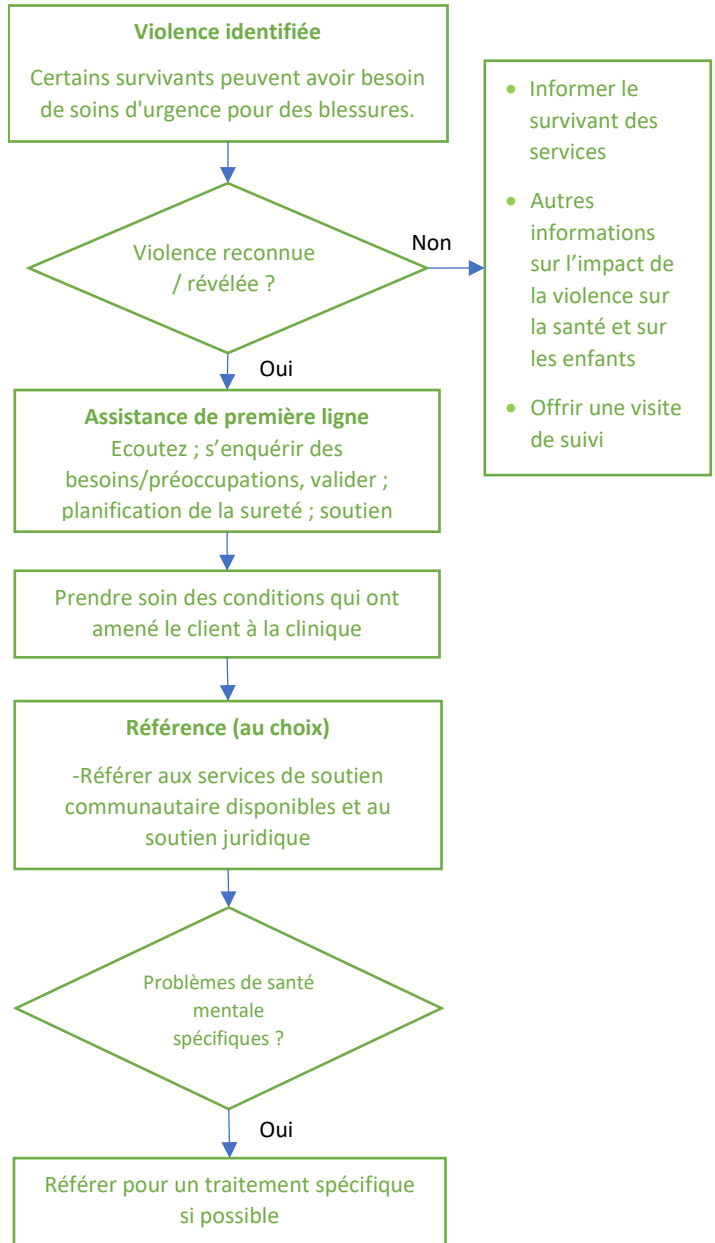 Violence identifiée
Certains survivants peuvent avoir besoin
de soins d'urgence pour des blessures.
Violence reconnue
/ révélée ?
Non
• Informer le
survivant des
services
• Autres
informations
sur l’impact de
la violence sur
la santé et sur
les enfants
• Offrir une visite
de suivi
Oui
Assistance de première ligne
Ecoutez ; s’enquérir des
besoins/préoccupations, valider ;
planification de la sureté ; soutien
Prendre soin des conditions qui ont
amené le client à la clinique
Référence (au choix)
-Référer aux services de soutien
communautaire disponibles et au
soutien juridique
Problèmes de santé
mentale
spécifiques ?
Oui
Référer pour un traitement spécifique
si possible